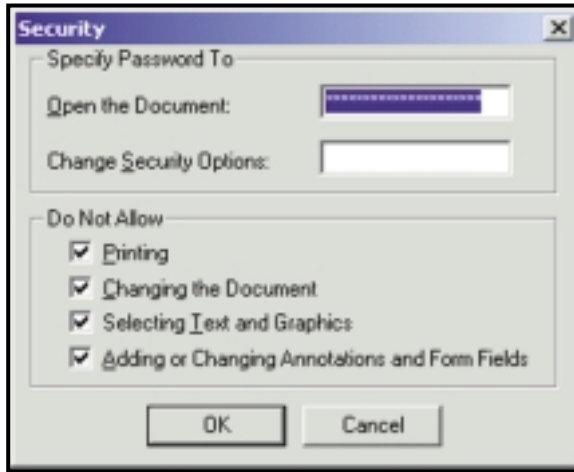 Security
Specify Password To
Open the Document:
Change Security Options:
Do Not Allow
Printing
Changing the Document
Selecting Text and Graphics
Adding or Changing Annotations and Form Fields
OK Cancel